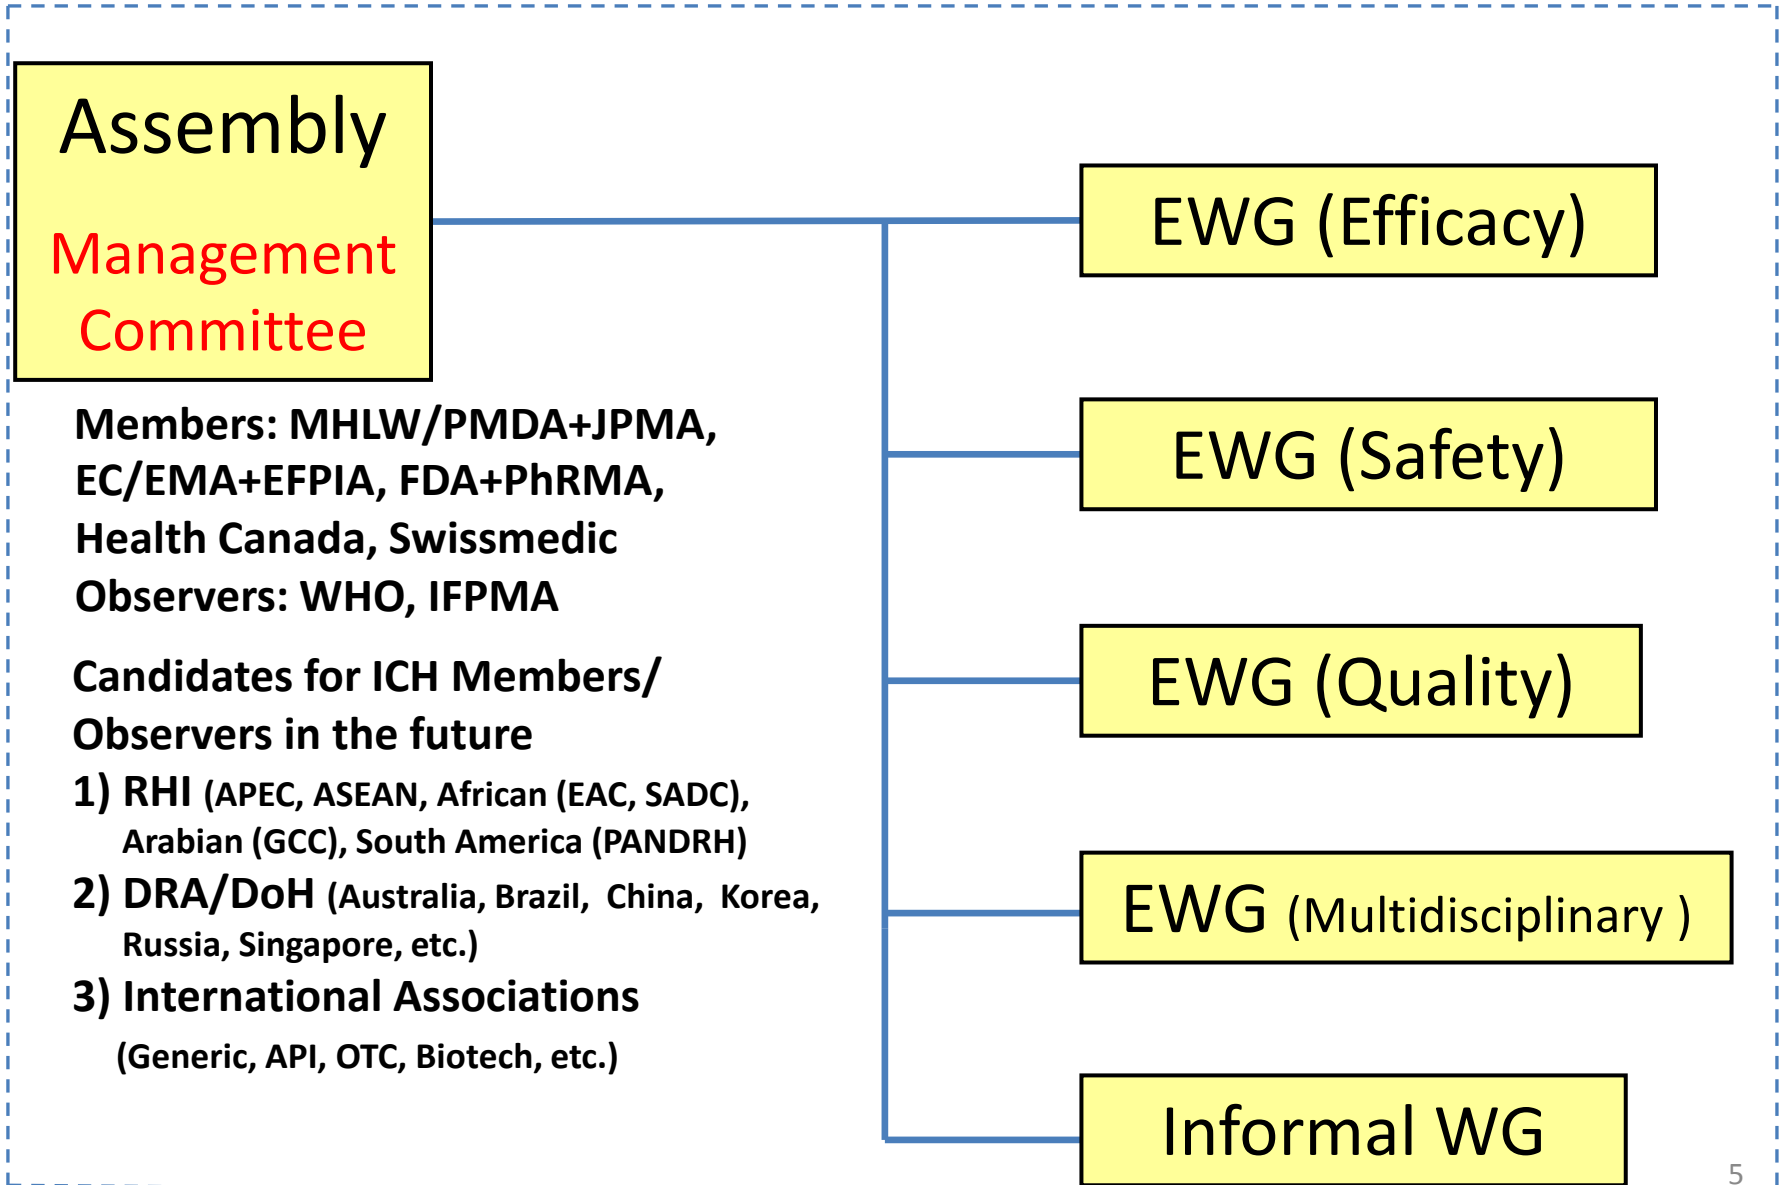 Assembly
Management
Committee
Members: MHLW/PMDA+JPMA,
EC/EMA+EFPIA, FDA+PhRMA,
Health Canada, Swissmedic
Observers: WHO, IFPMA
Candidates for ICH Members/
Observers in the future
1) RHI (APEC, ASEAN, African (EAC, SADC),
Arabian (GCC), South America (PANDRH)
2) DRA/DoH (Australia, Brazil, China, Korea,
Russia, Singapore, etc.)
3) International Associations
(Generic, API, OTC, Biotech, etc.)
EWG (Efficacy)
EWG (Safety)
EWG (Quality)
EWG (Multidisciplinary )
Informal WG
5